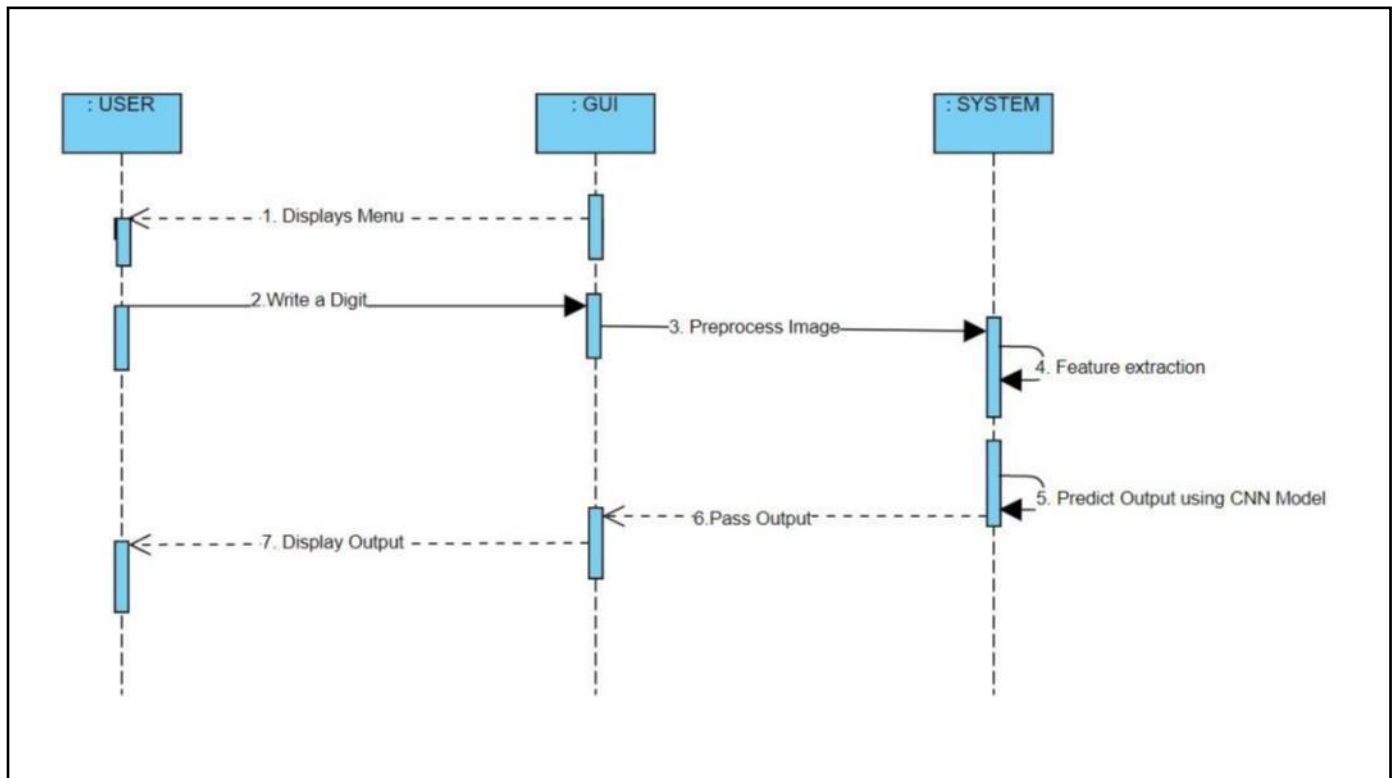 : USER
: GUI
: SYSTEM
1. Displays Menu
2.Write a Digit
3. Preprocess Image
4. Feature extraction
5. Predict Output using CNN Model
6.Pass Output
7. Display Output